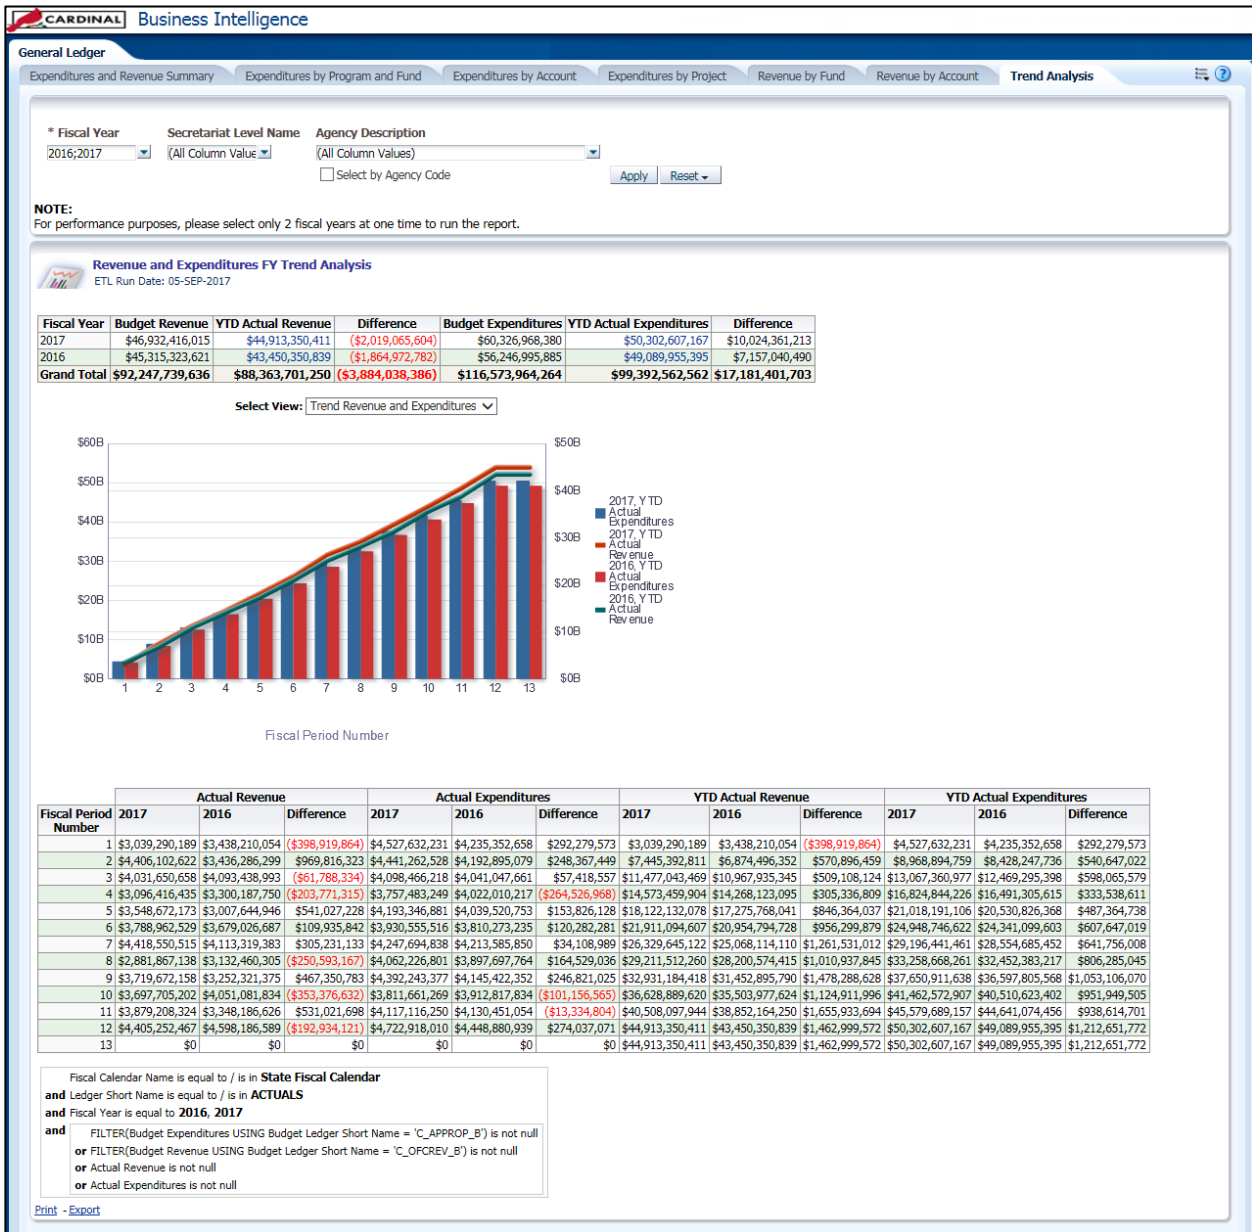 CARDINAL Business Intelligence
General Ledger
Expenditures and Revenue Summary Expenditures by Program and Fund Expenditures by Account Expenditures by Project Revenue by Fund Revenue by Account Trend Analysis
* Fiscal Year Secretariat Level Name Agency Description
2016;2017 (All Column Value (All Column Values)
Select by Agency Code Apply Reset
NOTE:
For performance purposes, please select only 2 fiscal years at one time to run the report.
Revenue and Expenditures FY Trend Analysis
ETL Run Date: 05-SEP-2017
Fiscal Year Budget Revenue YTD Actual Revenue Difference Budget Expenditures YTD Actual Expenditures Difference
2017 $46,932,416,015 $44,913,350,411 ($2,019,065,604) $60,326,968,380 $50,302,607,167 $10,024,361,213
2016 $45,315,323,621 $43,450,350,839 ($1,864,972,782) $56,246,995,885 $49,089,955,395 $7,157,040,490
Grand Total $92,247,739,636 $88,363,701,250 ($3,884,038,386) $116,573,964,264 $99,392,562,562 $17,181,401,703
Select View: Trend Revenue and Expenditures
$60B $50B
$50B
$40B
$40B
$30B
$30B
$20B
$20B
$10B
$10B
$0B $0B
1 2 3 4 5 6 7 8 9 10 11 12 13
Fiscal Period Number
2017, YTD
Actual
Expenditures
2017, YTD
Actual
Revenue
2016, YTD
Actual
Expenditures
2016, YTD
Actual
Revenue
Actual Revenue Actual Expenditures YTD Actual Revenue YTD Actual Expenditures
Fiscal Period 2017 2016 Difference 2017 2016 Difference 2017 2016 Difference 2017 2016 Difference
Number
1 $3,039,290,189 $3,438,210,054 ($398,919,864) $4,527,632,231 $4,235,352,658 $292,279,573 $3,039,290,189 $3,438,210,054 ($398,919,864) $4,527,632,231 $4,235,352,658 $292,279,573
2 $4,406,102,622 $3,436,286,299 $969,816,323 $4,441,262,528 $4,192,895,079 $248,367,449 $7,445,392,811 $6,874,496,352 $570,896,459 $8,968,894,759 $8,428,247,736 $540,647,022
3 $4,031,650,658 $4,093,438,993 ($61,788,334) $4,098,466,218 $4,041,047,661 $57,418,557 $11,477,043,469 $10,967,935,345 $509,108,124 $13,067,360,977 $12,469,295,398 $598,065,579
4 $3,096,416,435 $3,300,187,750 ($203,771,315) $3,757,483,249 $4,022,010,217 ($264,526,968) $14,573,459,904 $14,268,123,095 $305,336,809 $16,824,844,226 $16,491,305,615 $333,538,611
5 $3,548,672,173 $3,007,644,946 $541,027,228 $4,193,346,881 $4,039,520,753 $153,826,128 $18,122,132,078 $17,275,768,041 $846,364,037 $21,018,191,106 $20,530,826,368 $487,364,738
6 $3,788,962,529 $3,679,026,687 $109,935,842 $3,930,555,516 $3,810,273,235 $120,282,281 $21,911,094,607 $20,954,794,728 $956,299,879 $24,948,746,622 $24,341,099,603 $607,647,019
7 $4,418,550,515 $4,113,319,383 $305,231,133 $4,247,694,838 $4,213,585,850 $34,108,989 $26,329,645,122 $25,068,114,110 $1,261,531,012 $29,196,441,461 $28,554,685,452 $641,756,008
8 $2,881,867,138 $3,132,460,305 ($250,593,167) $4,062,226,801 $3,897,697,764 $164,529,036 $29,211,512,260 $28,200,574,415 $1,010,937,845 $33,258,668,261 $32,452,383,217 $806,285,045
9 $3,719,672,158 $3,252,321,375 $467,350,783 $4,392,243,377 $4,145,422,352 $246,821,025 $32,931,184,418 $31,452,895,790 $1,478,288,628 $37,650,911,638 $36,597,805,568 $1,053,106,070
10 $3,697,705,202 $4,051,081,834 ($353,376,632) $3,811,661,269 $3,912,817,834 ($101,156,565) $36,628,889,620 $35,503,977,624 $1,124,911,996 $41,462,572,907 $40,510,623,402 $951,949,505
11 $3,879,208,324 $3,348,186,626 $531,021,698 $4,117,116,250 $4,130,451,054 ($13,334,804) $40,508,097,944 $38,852,164,250 $1,655,933,694 $45,579,689,157 $44,641,074,456 $938,614,701
12 $4,405,252,467 $4,598,186,589 ($192,934,121) $4,722,918,010 $4,448,880,939 $274,037,071 $44,913,350,411 $43,450,350,839 $1,462,999,572 $50,302,607,167 $49,089,955,395 $1,212,651,772
13 $0 $0 $0 $0 $0 $0 $44,913,350,411 $43,450,350,839 $1,462,999,572 $50,302,607,167 $49,089,955,395 $1,212,651,772
Fiscal Calendar Name is equal to / is in State Fiscal Calendar
and Ledger Short Name is equal to / is in ACTUALS
and Fiscal Year is equal to 2016, 2017
and FILTER(Budget Expenditures USING Budget Ledger Short Name = 'C_APPROP_B') is not null
or FILTER(Budget Revenue USING Budget Ledger Short Name = 'C_OFCREV_B') is not null
or Actual Revenue is not null
or Actual Expenditures is not null
Print - Export